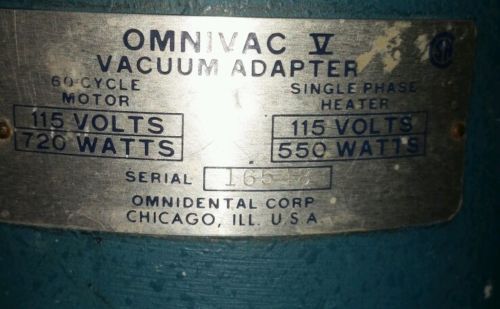 OMNIVAC V
VACUUM ADAPTER
60 CYCLE MOTOR
115 VOLTS
720 WATTS
SINGLE PHASE HEATER
115 VOLTS
550 WATTS
SERIAL
OMNIDENTAL CORP
CHICAGO, ILL. U.S.A